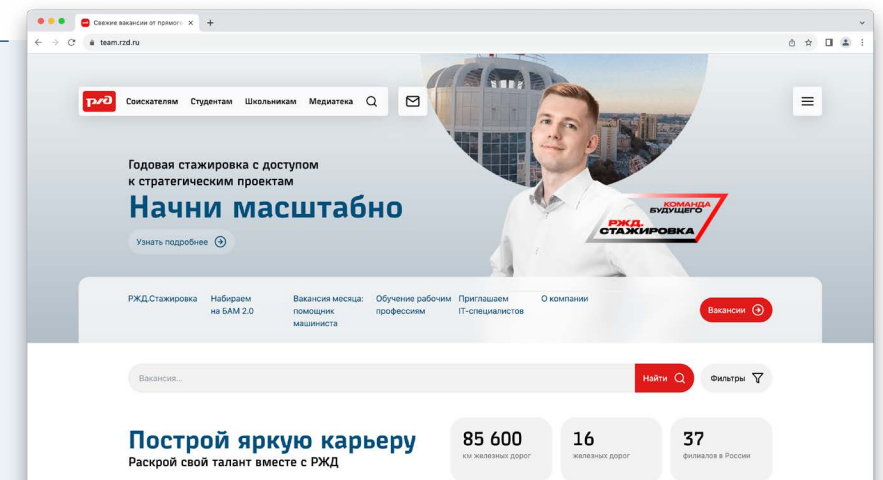 Свежие вакансии от прямого
team.rzd.ru
ржд
Соискателям Студентам Школьникам Медиатека
Годовая стажировка с доступом
к стратегическим проектам
Начни масштабно
Узнать подробнее
КОМАНДА
БУДУЩЕГО
РЖД.
СТАЖИРОВКА
РЖД.Стажировка
Набираем
на БАМ 2.0
Вакансия месяца:
помощник
машиниста
Обучение рабочим
профессиям
Приглашаем
IT-специалистов
О компании
Вакансии
Вакансия...
Найти
Фильтры
Построй яркую карьеру
Раскрой свой талант вместе с РЖД
85 600
км железных дорог
16
железных дорог
37
филиалов в России